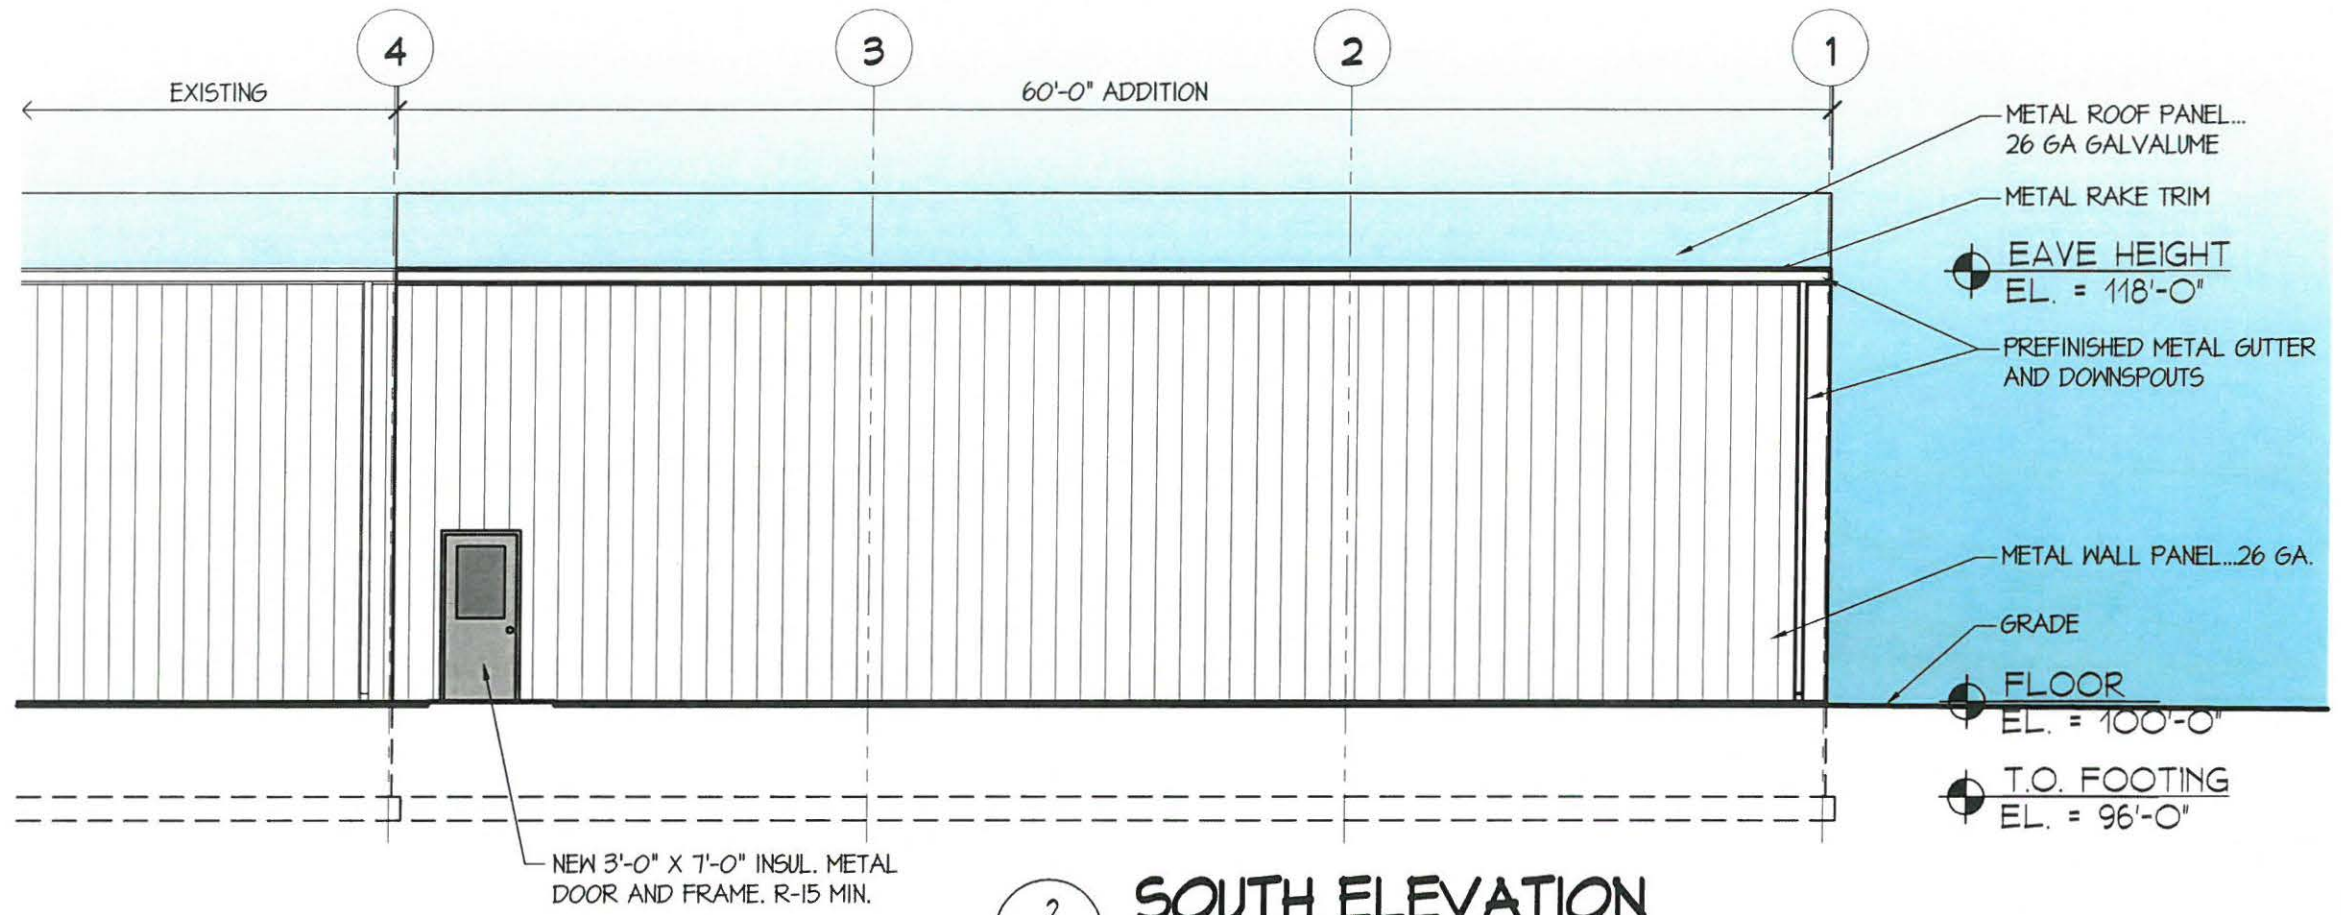 4
3
2
1
EXISTING
60'-0" ADDITION
METAL ROOF PANEL...
26 GA GALVALUME
METAL RAKE TRIM
EAVE HEIGHT
EL. = 118'-0"
PREFINISHED METAL GUTTER
AND DOWNSPOUTS
METAL WALL PANEL...26 GA.
GRADE
FLOOR
EL. = 100'-0"
T.O. FOOTING
EL. = 96'-0"
NEW 3'-0" X 7'-0" INSUL. METAL
DOOR AND FRAME. R-15 MIN.
2
SOUTH ELEVATION